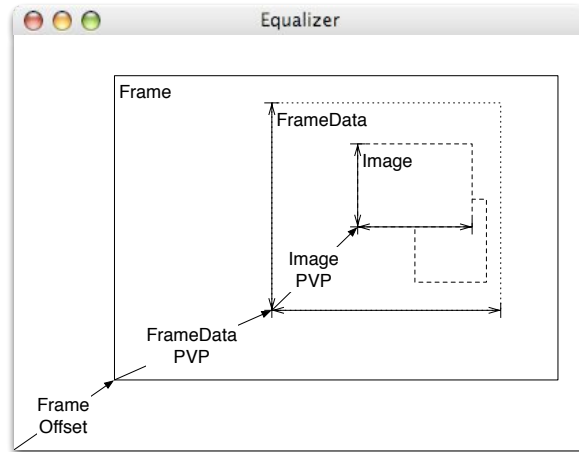 Equalizer
Frame
FrameData
Image
Image
PVP
FrameData
PVP
Frame
Offset